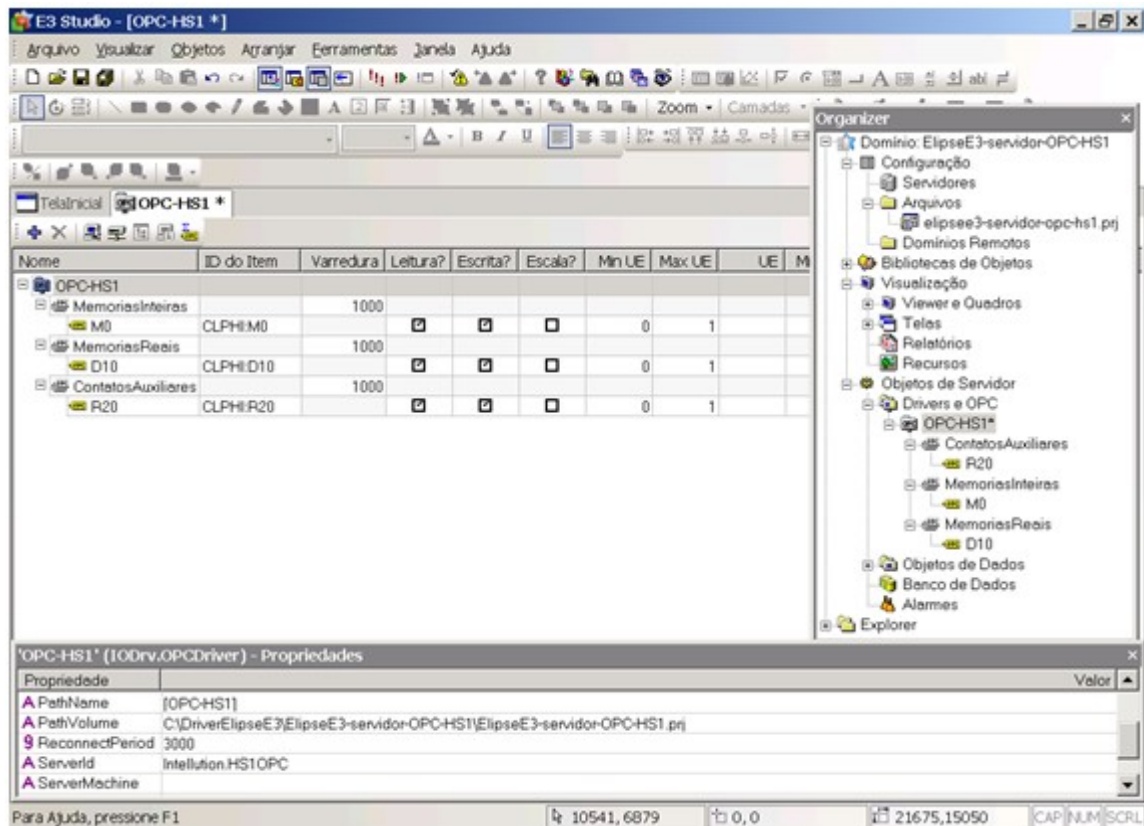 E3 Studio - [OPC-HS1 *]
Arquivo Visualizar Objetos Arranjar Ferramentas Janela Ajuda
Zoom Camadas
A B I U
TelaInicial OPC-HS1 *
Nome ID do Item Varredura Leitura? Escrita? Escala? Min UE Max UE UE
OPC-HS1
MemoriasInteiras 1000
M0 CLPHI:M0 0 1
MemoriasReais 1000
D10 CLPHI:D10 0 1
ContatosAuxiliares 1000
R20 CLPHI:R20 0 1
Organizer
Domínio: ElipseE3-servidor-OPC-HS1
Configuração
Servidores
Arquivos
elipsee3-servidor-opc-hs1.prj
Domínios Remotos
Bibliotecas de Objetos
Visualização
Viewer e Quadros
Telas
Relatórios
Recursos
Objetos de Servidor
Drivers e OPC
OPC-HS1*
ContatosAuxiliares
R20
MemoriasInteiras
M0
MemoriasReais
D10
Objetos de Dados
Banco de Dados
Alarmes
Explorer
'OPC-HS1' (IODrv.OPCDriver) - Propriedades
Propriedade Valor
PathName [OPC-HS1]
PathVolume C:\DriverElipseE3\ElipseE3-servidor-OPC-HS1\ElipseE3-servidor-OPC-HS1.prj
ReconnectPeriod 3000
ServerId Intellution.HS1OPC
ServerMachine
Para Ajuda, pressione F1 10541, 6879 0, 0 21675,15050 CAP NUM SCRL